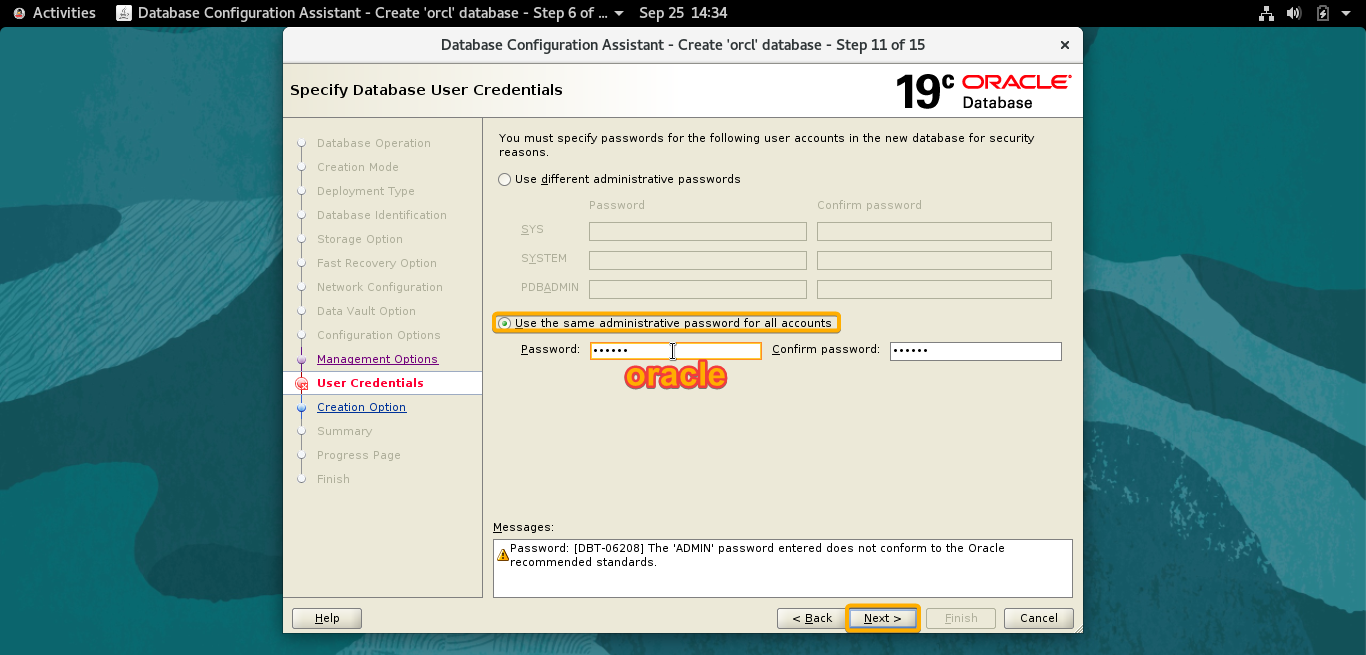 Activities Database Configuration Assistant - Create 'orcl' database - Step 6 of ... Sep 25 14:34
Database Configuration Assistant - Create 'orcl' database - Step 11 of 15
Specify Database User Credentials
19c ORACLE
Database
Database Operation
Creation Mode
Deployment Type
Database Identification
Storage Option
Fast Recovery Option
Network Configuration
Data Vault Option
Configuration Options
Management Options
User Credentials
Creation Option
Summary
Progress Page
Finish
You must specify passwords for the following user accounts in the new database for security
reasons.
Use different administrative passwords
Password Confirm password
SYS
SYSTEM
PDBADMIN
Use the same administrative password for all accounts
Password: •••••• Confirm password: ••••••
oracle
Messages:
Password: [DBT-06208] The 'ADMIN' password entered does not conform to the Oracle
recommended standards.
Help < Back Next > Finish Cancel